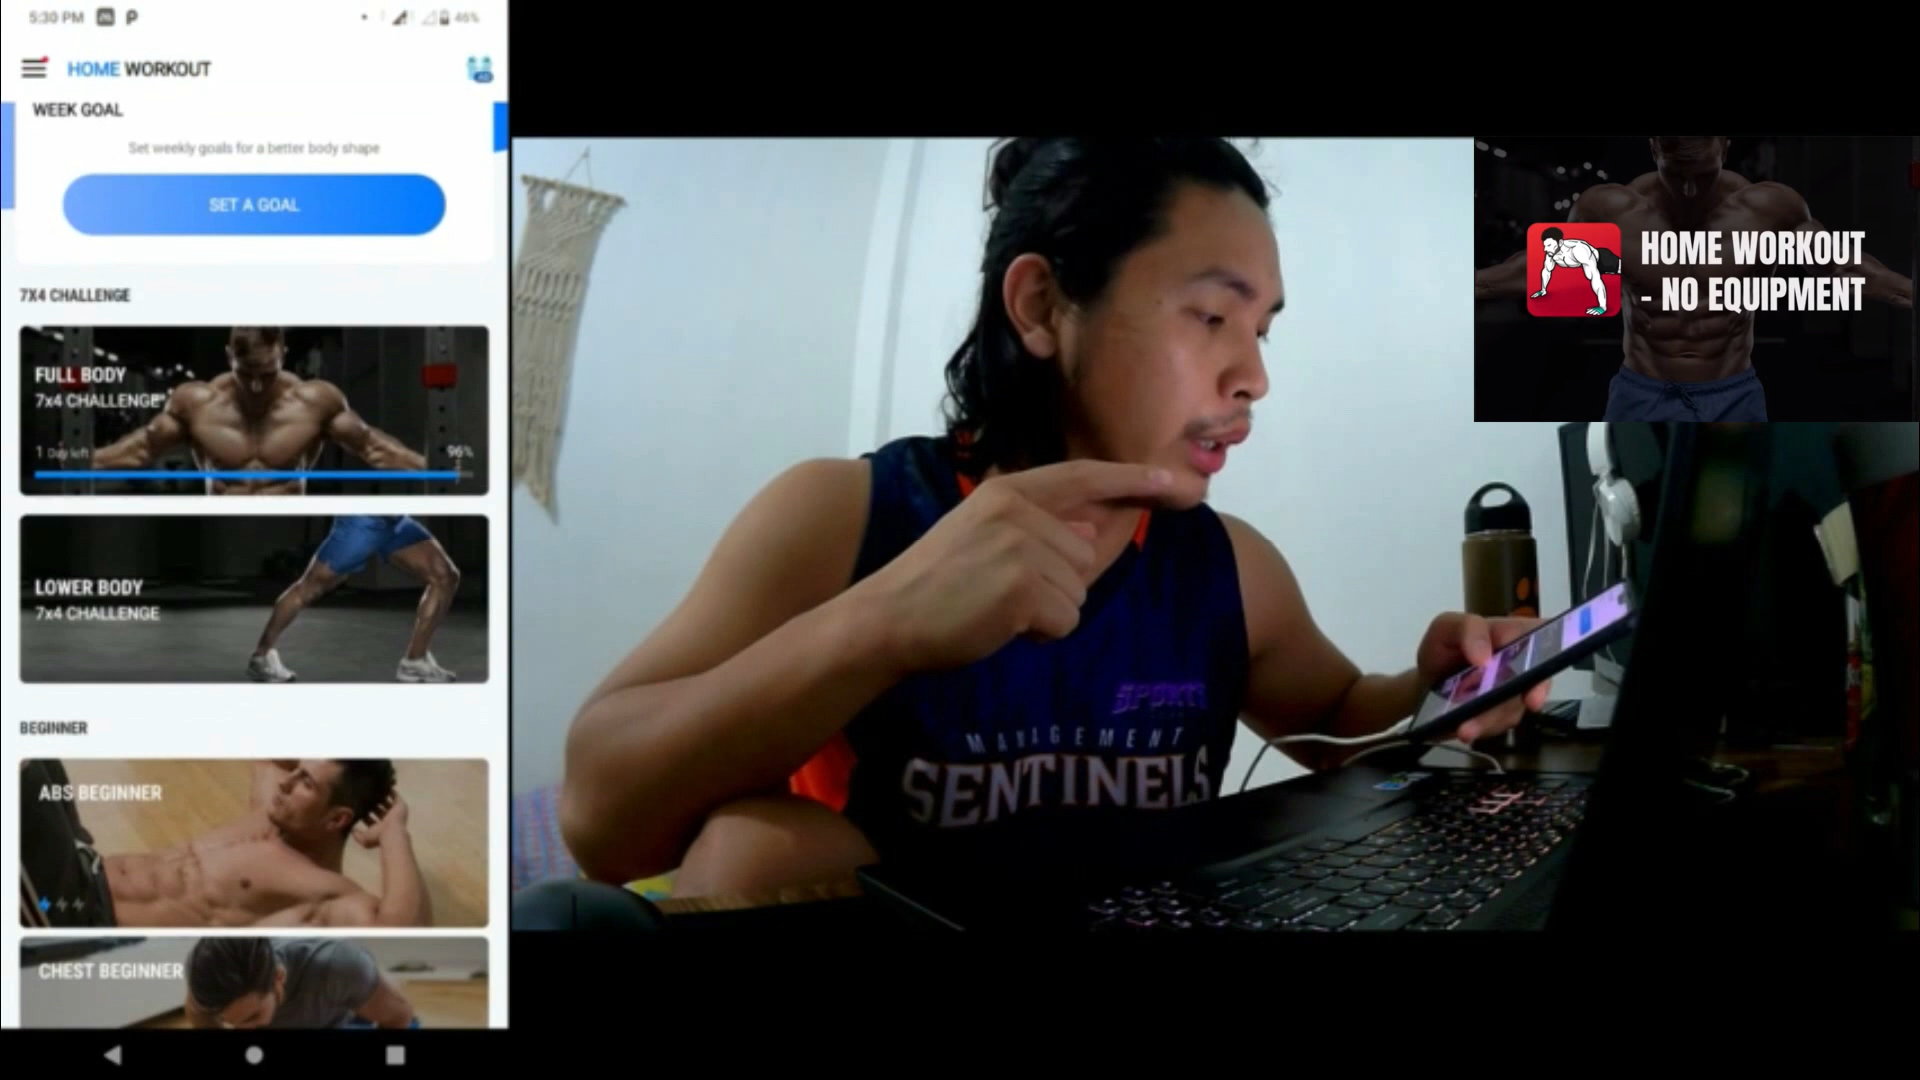 5:30 PM
46%
HOME WORKOUT
WEEK GOAL
Set weekly goals for a better body shape
SET A GOAL
7X4 CHALLENGE
FULL BODY
7x4 CHALLENGE
1 Day left
96%
LOWER BODY
7x4 CHALLENGE
BEGINNER
ABS BEGINNER
CHEST BEGINNER
HOME WORKOUT
- NO EQUIPMENT
SPORTS
MANAGEMENT
SENTINELS